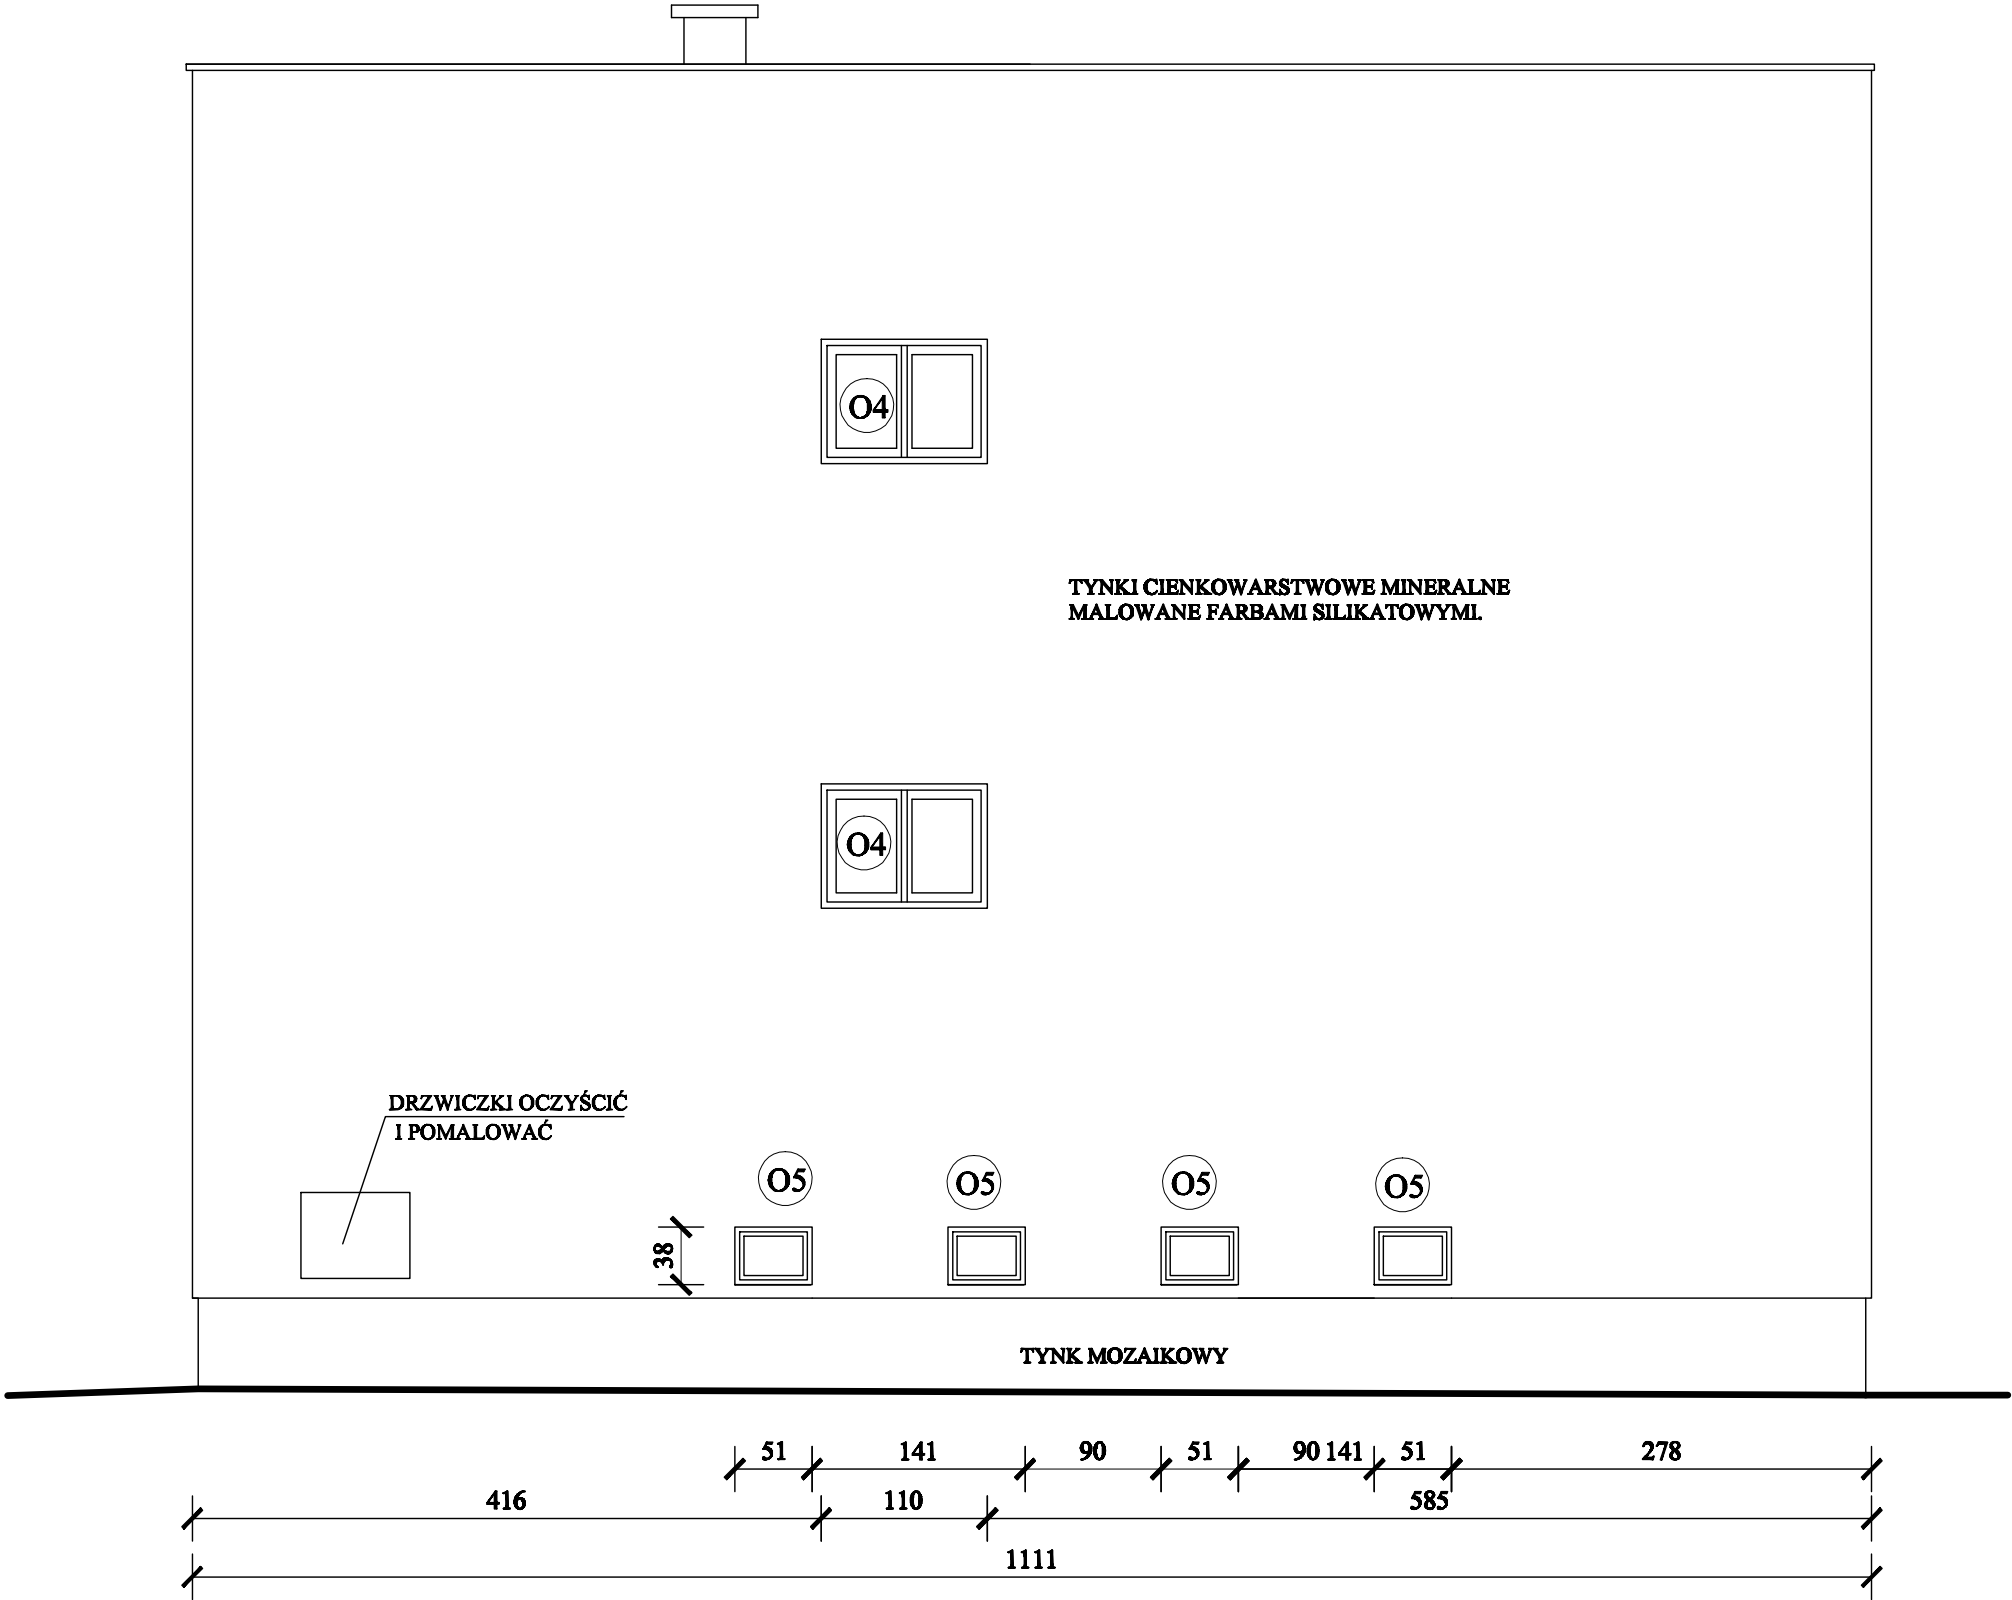 O4
TYNKI CIENKOWARSTWOWE MINERALNE
MALOWANE FARBAMI SILIKATOWYMI.
O4
DRZWICZKI OCZYŚCIĆ
I POMALOWAĆ
O5 O5 O5 O5
38
TYNK MOZAIKOWY
51 141 90 51 90 141 51 278
416 110 585
1111